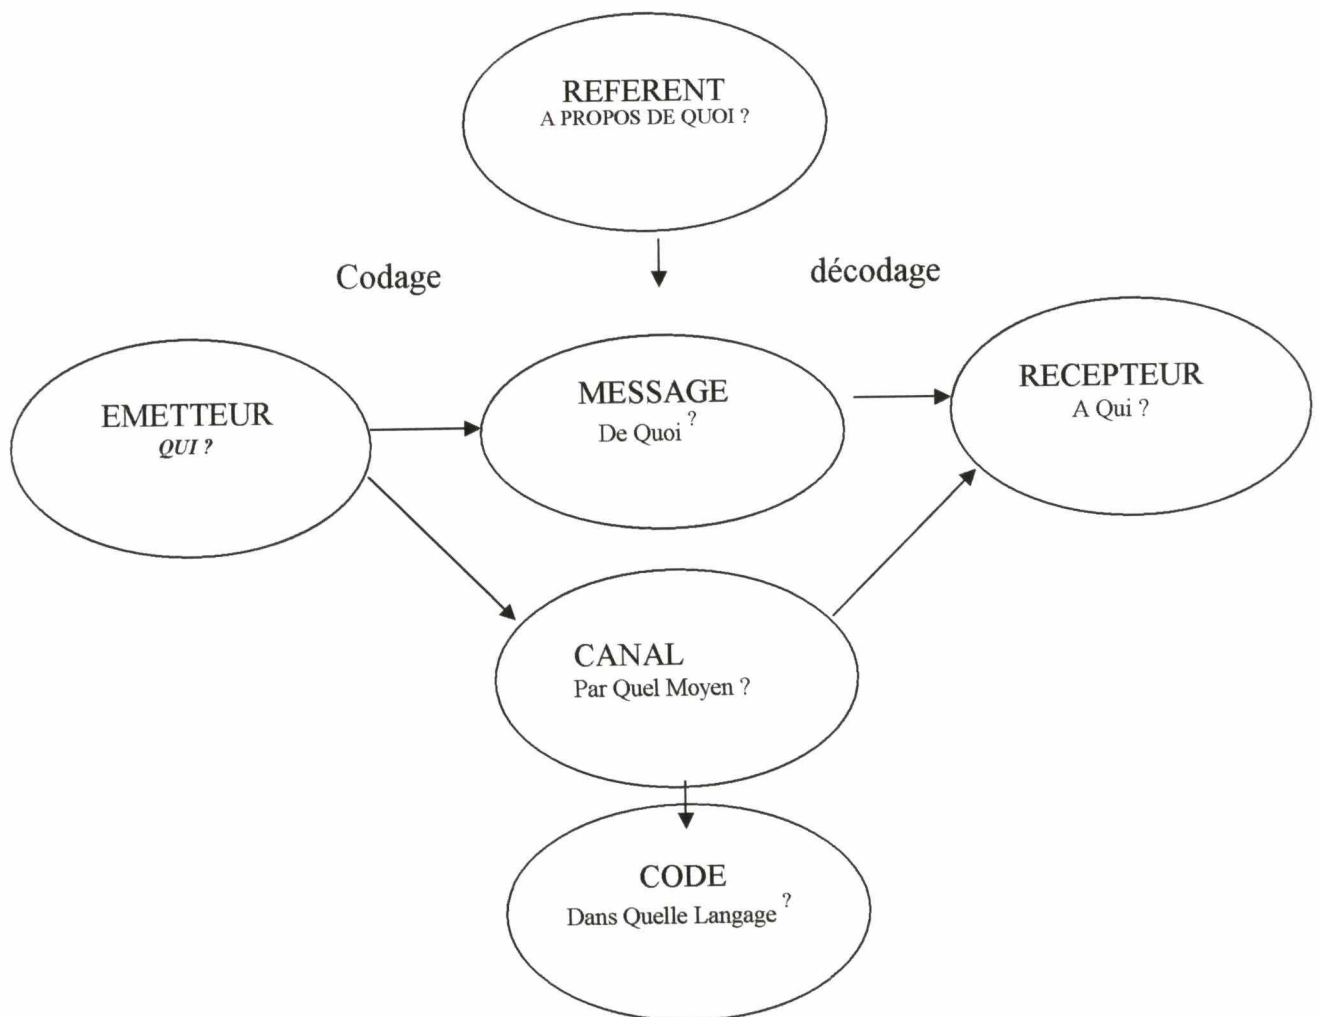 REFERENT
A PROPOS DE QUOI ?
Codage
décodage
EMETTEUR
QUI ?
MESSAGE
De Quoi ?
RECEPTEUR
A Qui ?
CANAL
Par Quel Moyen ?
CODE
Dans Quelle Langage ?